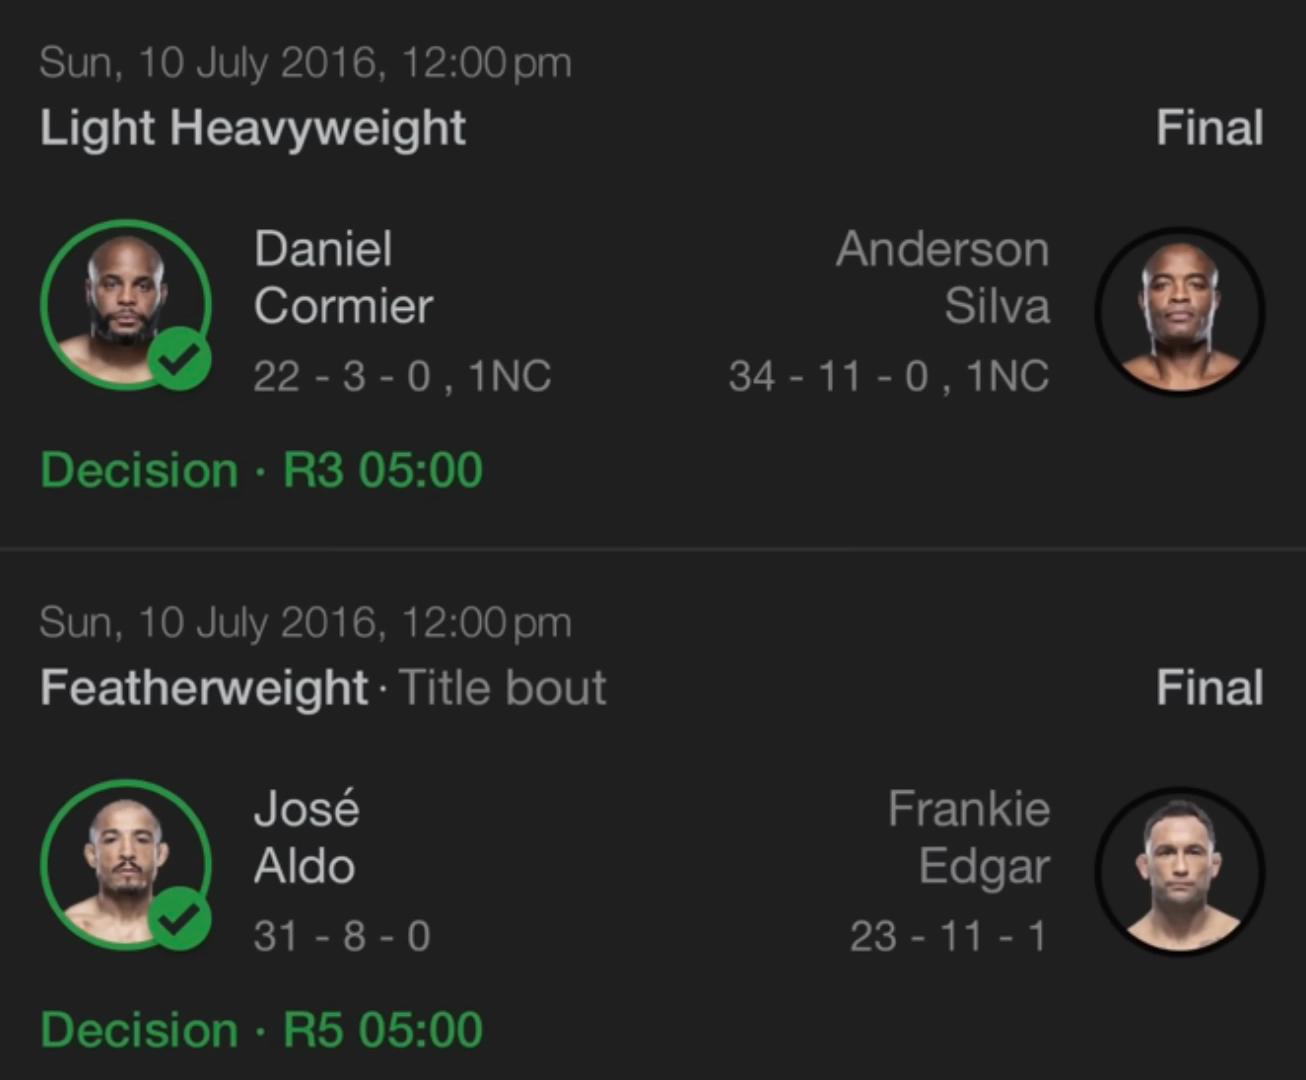 Sun, 10 July 2016, 12:00 pm
Light Heavyweight Final
Daniel Cormier
22 - 3 - 0 , 1NC
Anderson Silva
34 - 11 - 0 , 1NC
Decision · R3 05:00
Sun, 10 July 2016, 12:00 pm
Featherweight · Title bout Final
José Aldo
31 - 8 - 0
Frankie Edgar
23 - 11 - 1
Decision · R5 05:00